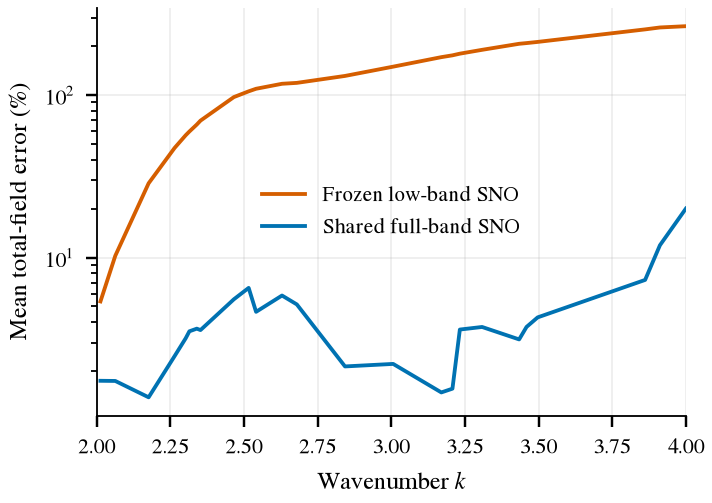 Mean total-field error (%)
10²
10¹
Frozen low-band SNO
Shared full-band SNO
2.00 2.25 2.50 2.75 3.00 3.25 3.50 3.75 4.00
Wavenumber k